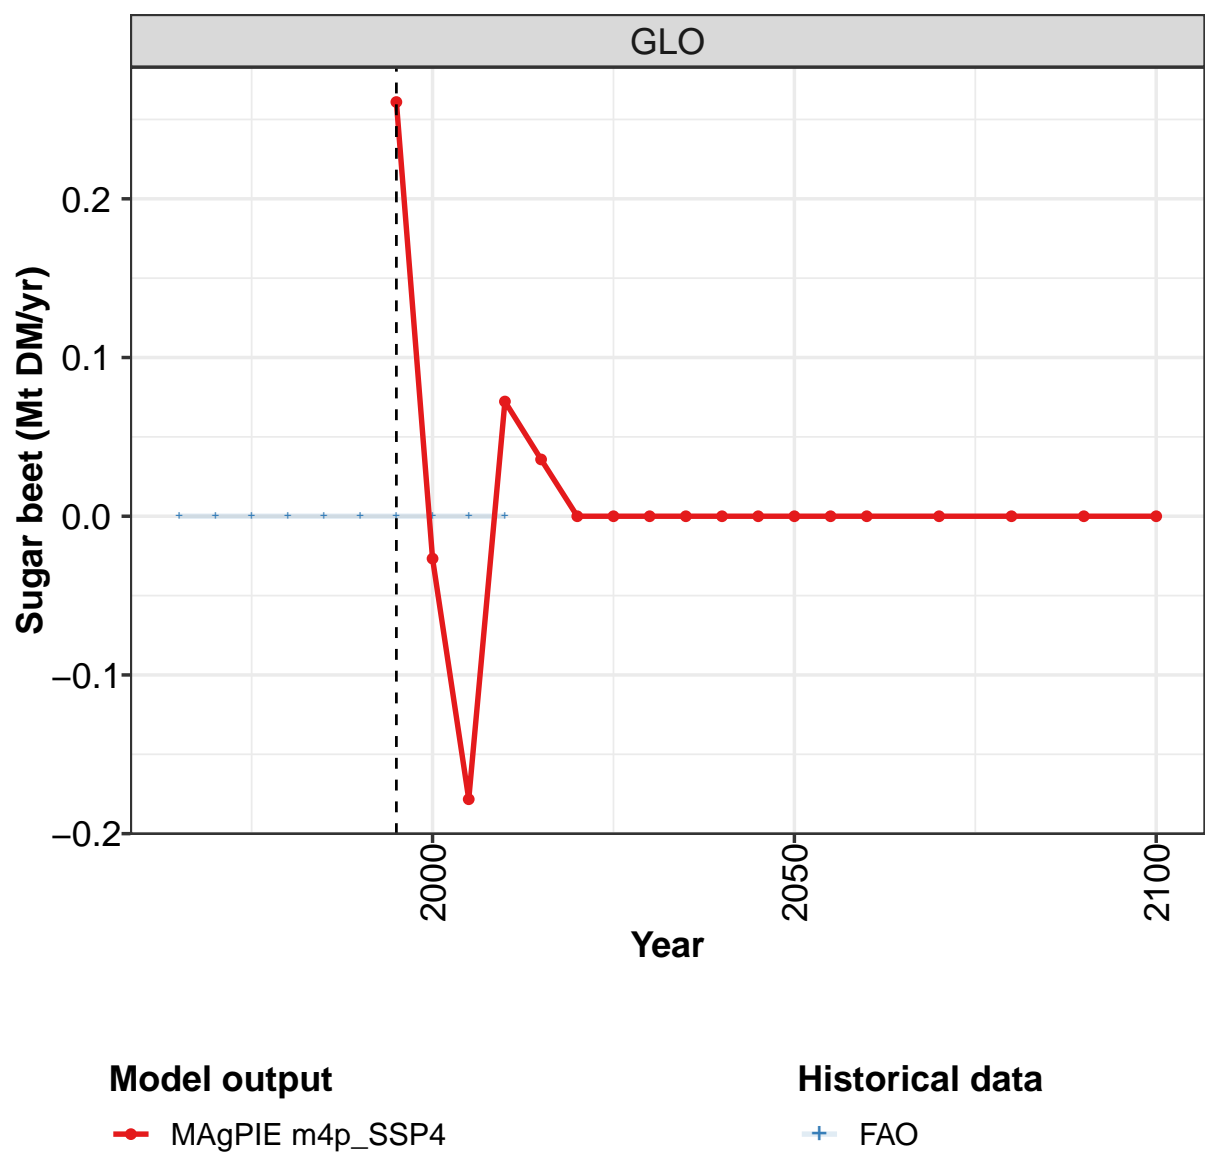 GLO
Sugar beet (Mt DM/yr)
0.2
0.1
0.0
−0.1
−0.2
2000
2050
2100
Year
Model output
MAgPIE m4p_SSP4
Historical data
FAO